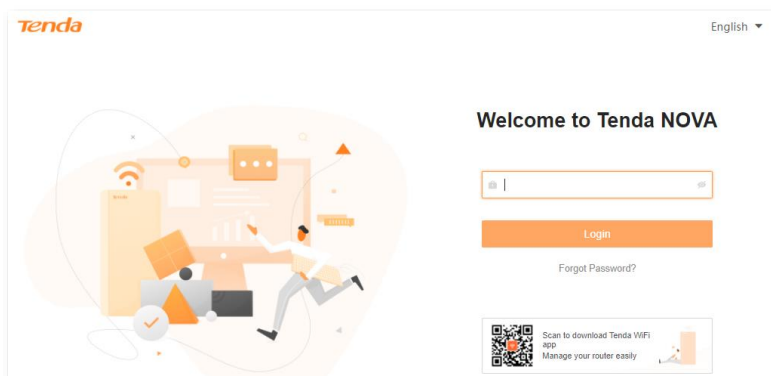 Tenda
English
Welcome to Tenda NOVA
Login
Forgot Password?
Scan to download Tenda WiFi
app
Manage your router easily